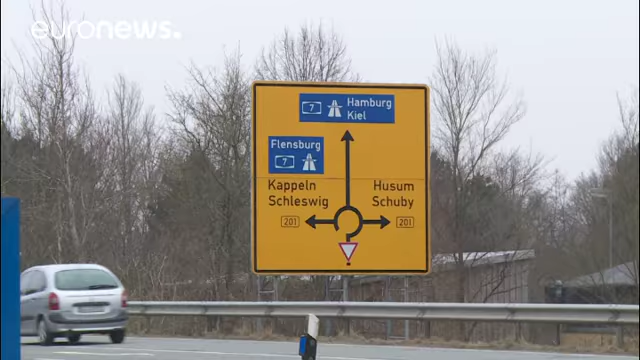 euronews.
7 Hamburg
Kiel
Flensburg
7
Kappeln
Schleswig
201
Husum
Schuby
201